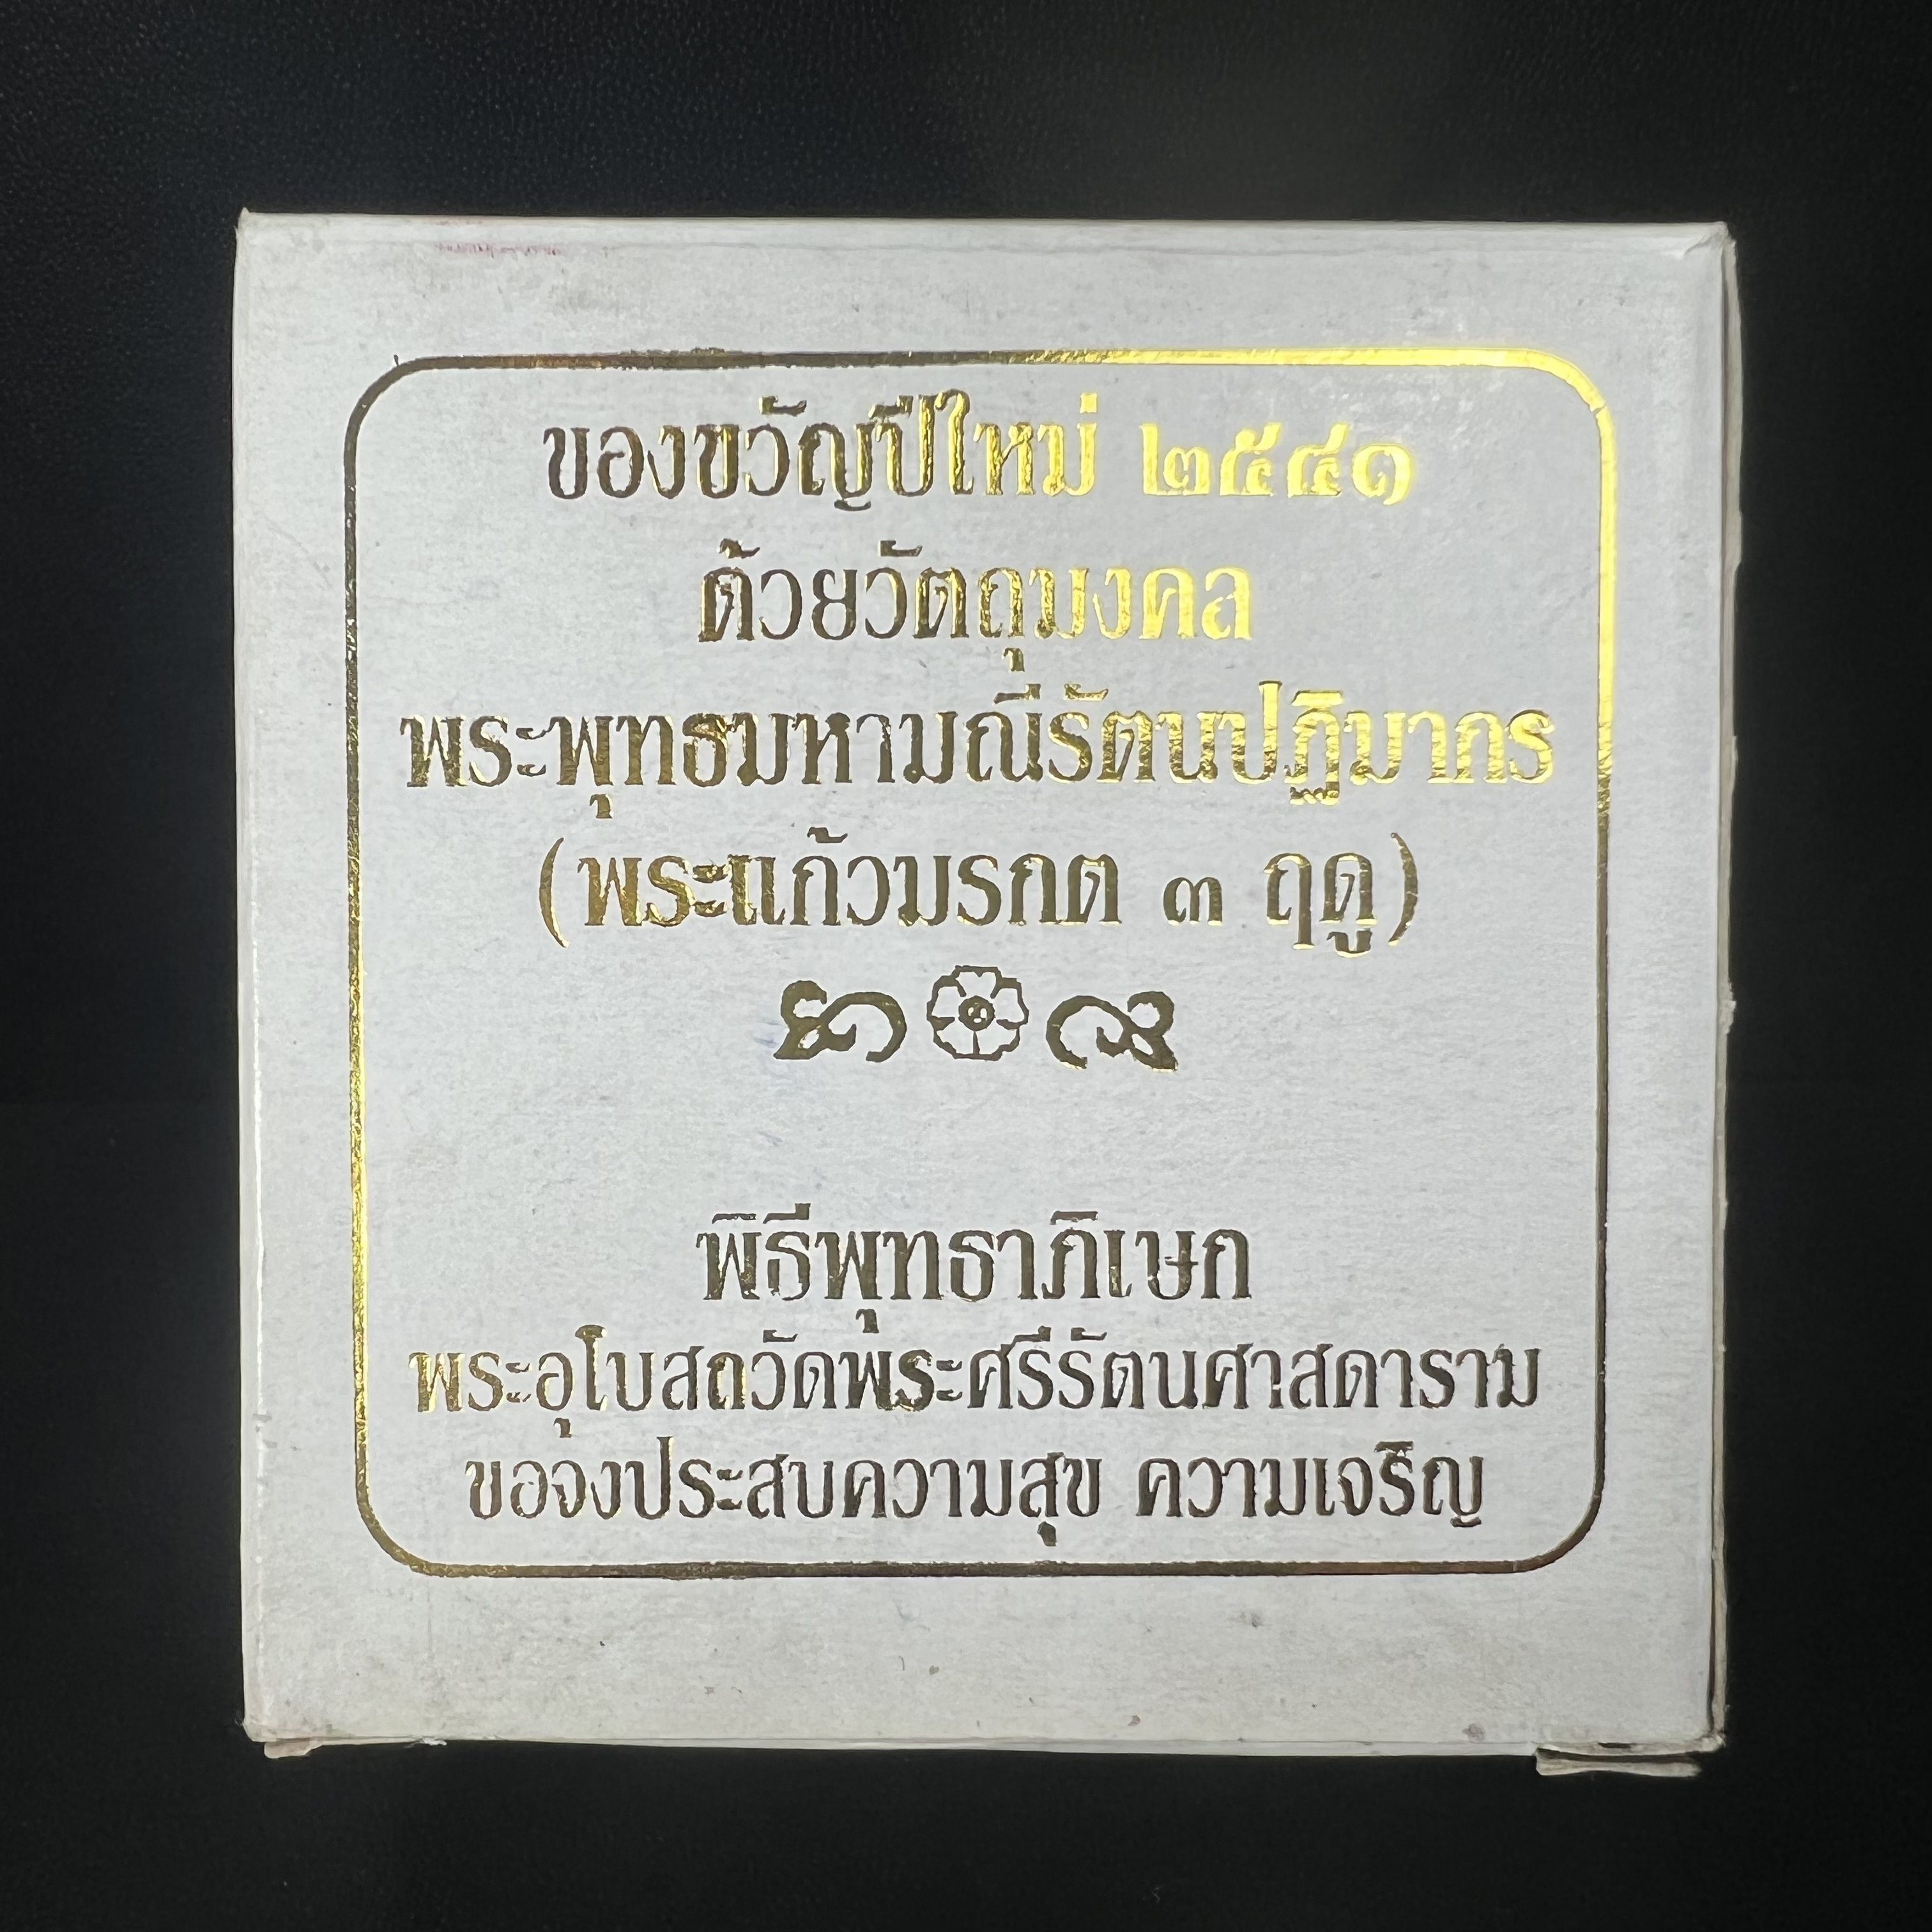 ของขวัญปีใหม่ ๒๕๔๑
ด้วยวัตถุมงคล
พระพุทธมหามณีรัตนปฏิมากร
(พระแก้วมรกต ๓ ฤดู)
พิธีพุทธาภิเษก
พระอุโบสถวัดพระศรีรัตนศาสดาราม
ขอจงประสบความสุข ความเจริญ